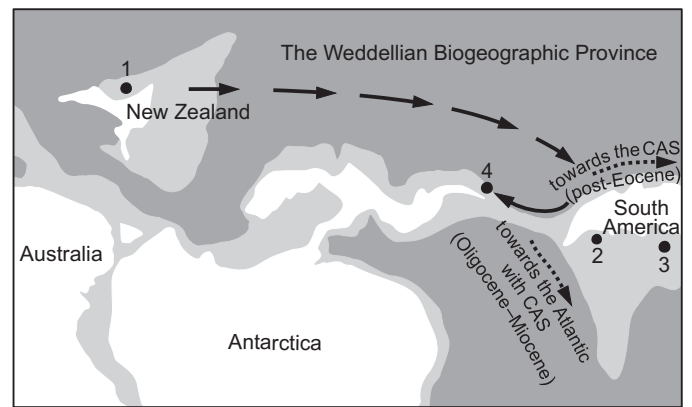 The Weddellian Biogeographic Province
1
New Zealand
4
towards the CAS
(post-Eocene)
South
America
2
3
Australia
towards the Atlantic
with CAS
(Oligocene–Miocene)
Antarctica